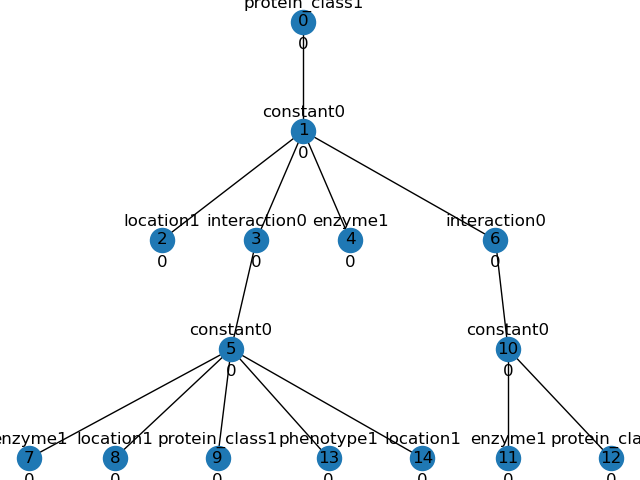 protein_class1
0
0
constant0
1
0
location1 interaction0 enzyme1 interaction0
2 3 4 6
0 0 0 0
constant0 constant0
5 10
0 0
enzyme1 location1 protein_class1 phenotype1 location1 enzyme1 protein_cla
7 8 9 13 14 11 12
0 0 0 0 0 0 0